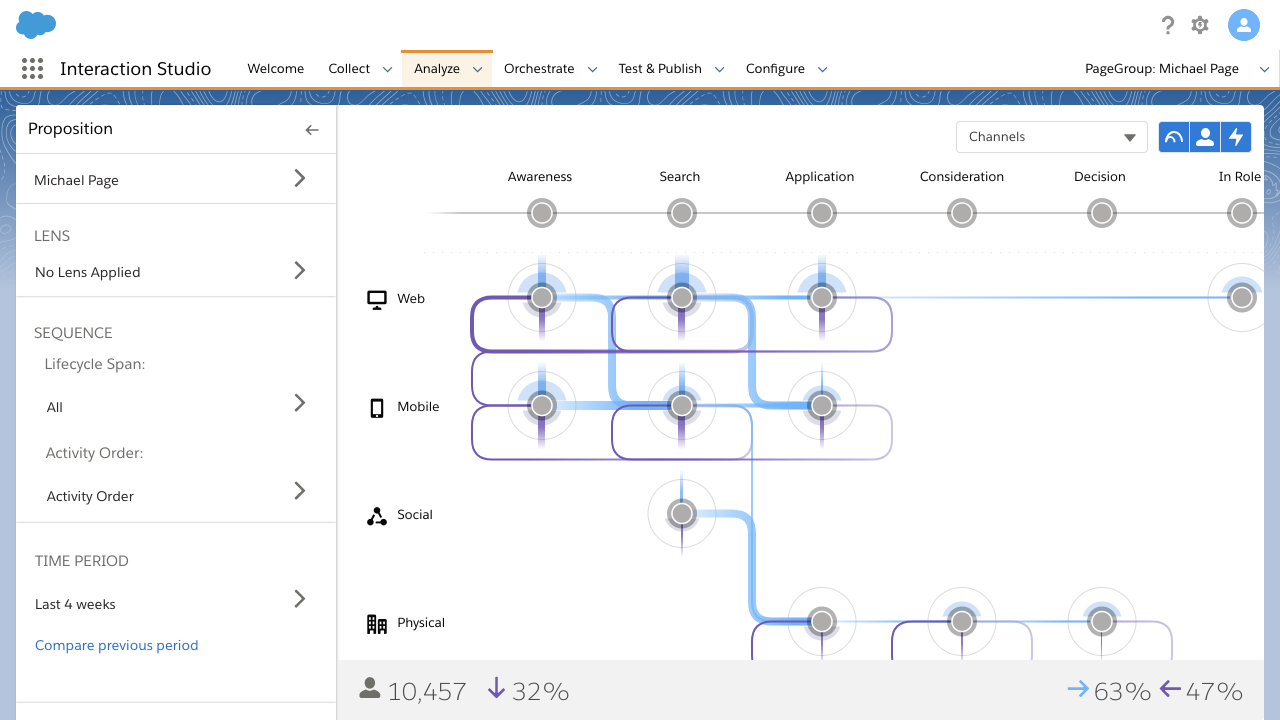 Interaction Studio
Welcome
Collect
Analyze
Orchestrate
Test & Publish
Configure
PageGroup: Michael Page
Proposition
Michael Page
LENS
No Lens Applied
SEQUENCE
Lifecycle Span:
All
Activity Order:
Activity Order
TIME PERIOD
Last 4 weeks
Compare previous period
Channels
Awareness
Search
Application
Consideration
Decision
In Role
Web
Mobile
Social
Physical
10,457
32%
63%
47%